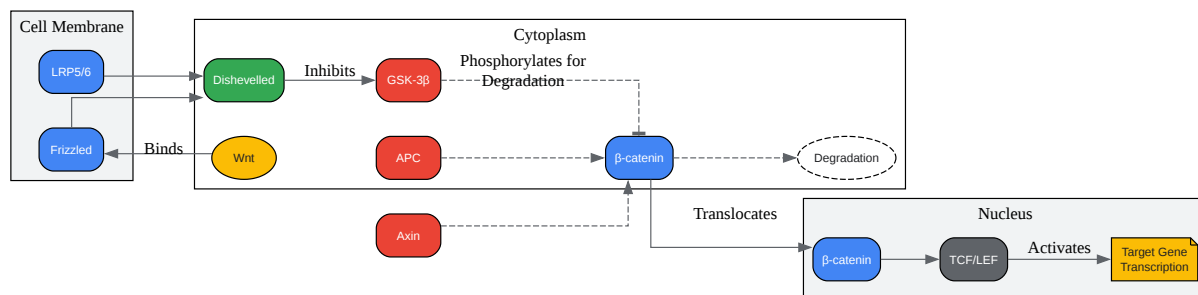 Cell Membrane
LRP5/6
Frizzled
Binds
Cytoplasm
Dishevelled
Inhibits
GSK-3β
Phosphorylates for
Degradation
Wnt
APC
β-catenin
Degradation
Axin
Translocates
Nucleus
β-catenin
TCF/LEF
Activates
Target Gene
Transcription